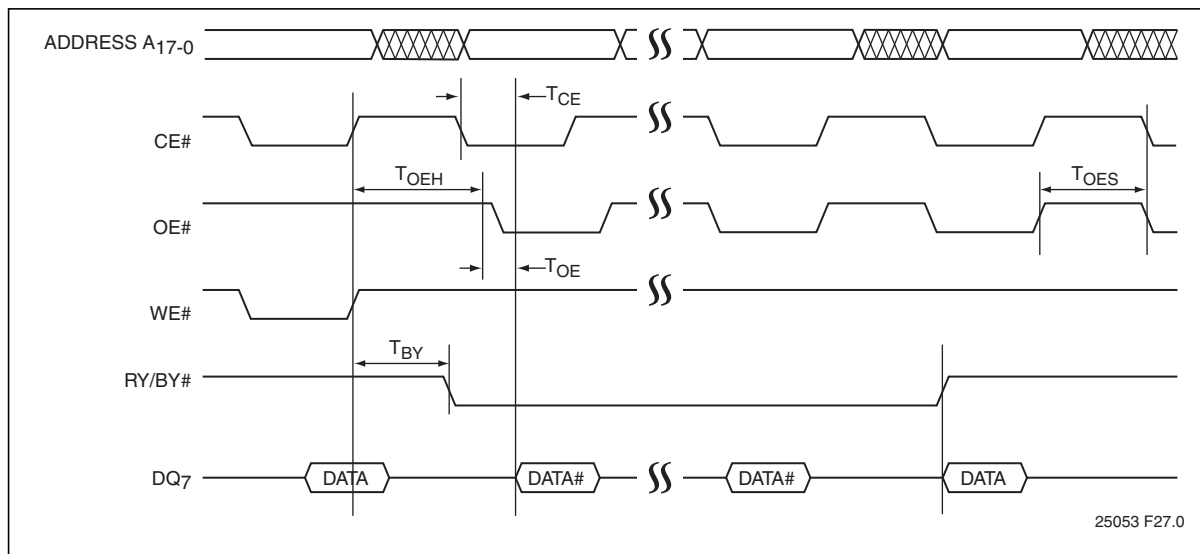 ADDRESS A17-0
TCE
CE#
TOEH
TOES
OE#
TOE
WE#
TBY
RY/BY#
DQ7
DATA
DATA#
DATA#
DATA
25053 F27.0